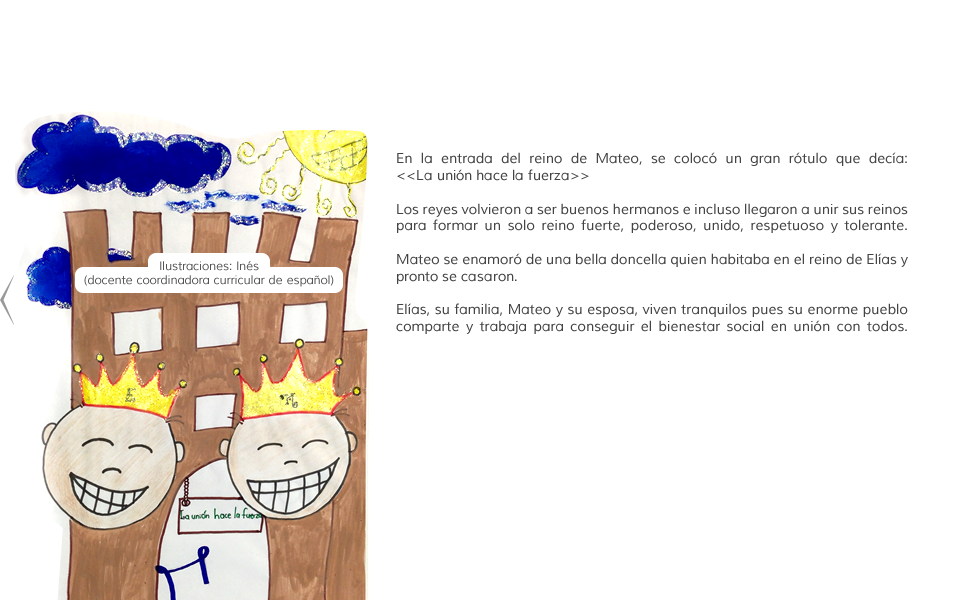 En la entrada del reino de Mateo, se colocó un gran rótulo que decía:
<<La unión hace la fuerza>>
Los reyes volvieron a ser buenos hermanos e incluso llegaron a unir sus reinos
para formar un solo reino fuerte, poderoso, unido, respetuoso y tolerante.
Mateo se enamoró de una bella doncella quien habitaba en el reino de Elías y
pronto se casaron.
Elías, su familia, Mateo y su esposa, viven tranquilos pues su enorme pueblo
comparte y trabaja para conseguir el bienestar social en unión con todos.
Ilustraciones: Inés
(docente coordinadora curricular de español)
La unión hace la fuerza